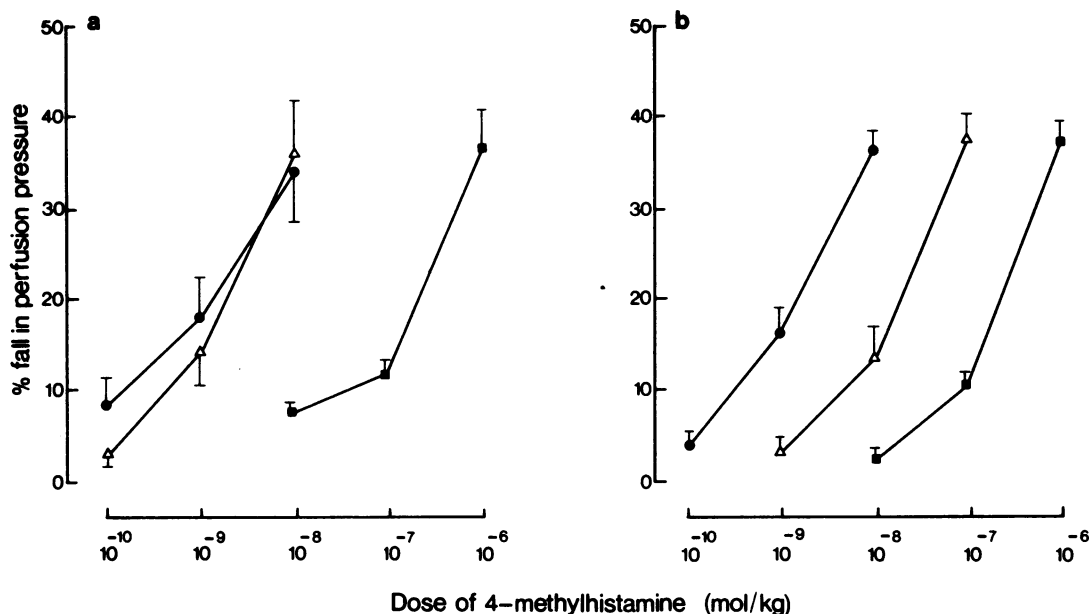 a
50
40
30
20
10
0
% fall in perfusion pressure
10⁻¹⁰ 10⁻⁹ 10⁻⁸ 10⁻⁷ 10⁻⁶
b
50
40
30
20
10
0
10⁻¹⁰ 10⁻⁹ 10⁻⁸ 10⁻⁷ 10⁻⁶
Dose of 4-methylhistamine (mol/kg)